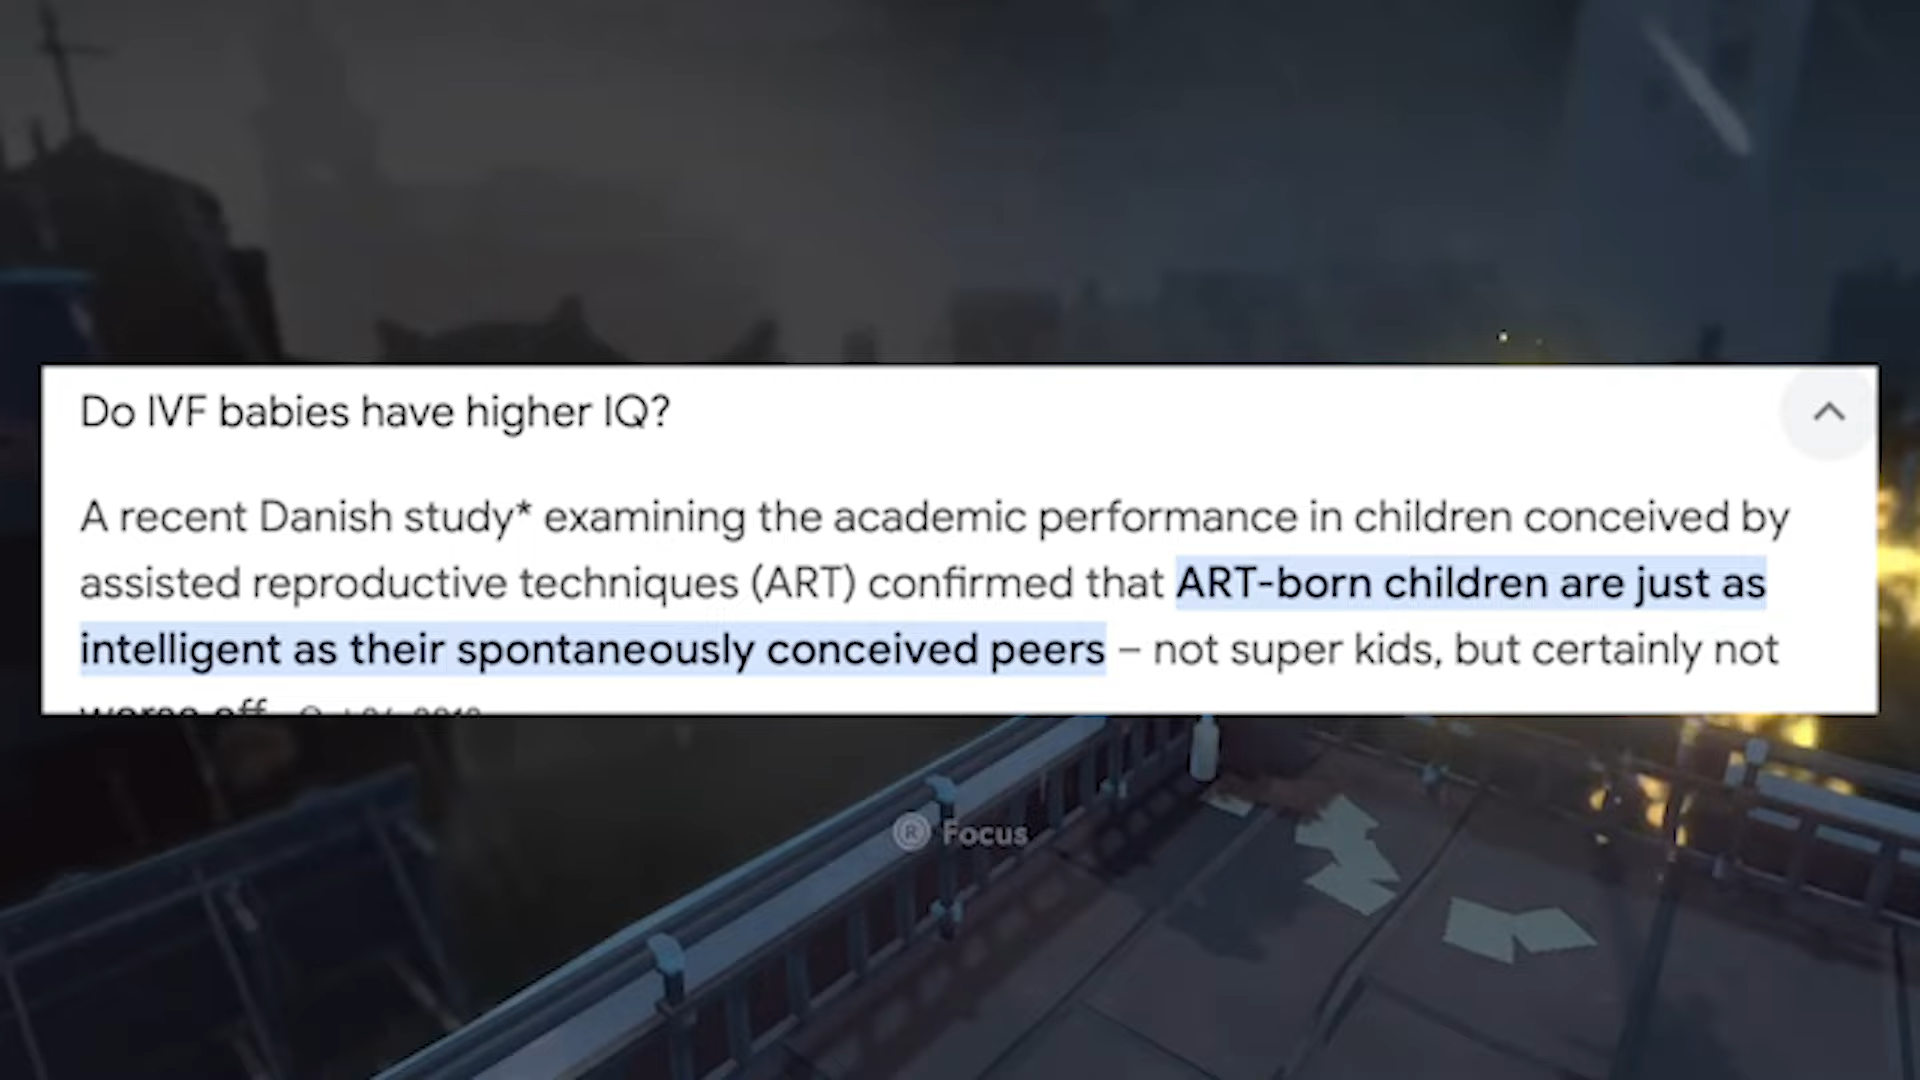 Do IVF babies have higher IQ?
A recent Danish study* examining the academic performance in children conceived by
assisted reproductive techniques (ART) confirmed that ART-born children are just as
intelligent as their spontaneously conceived peers – not super kids, but certainly not
worse off
R Focus